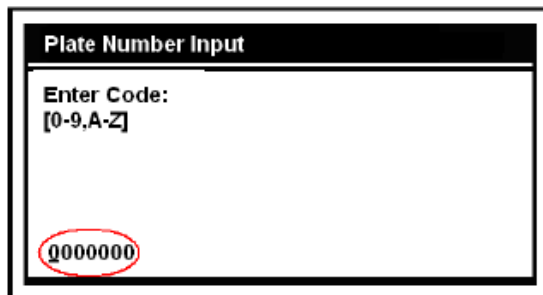 Plate Number Input
Enter Code:
[0-9,A-Z]
0000000